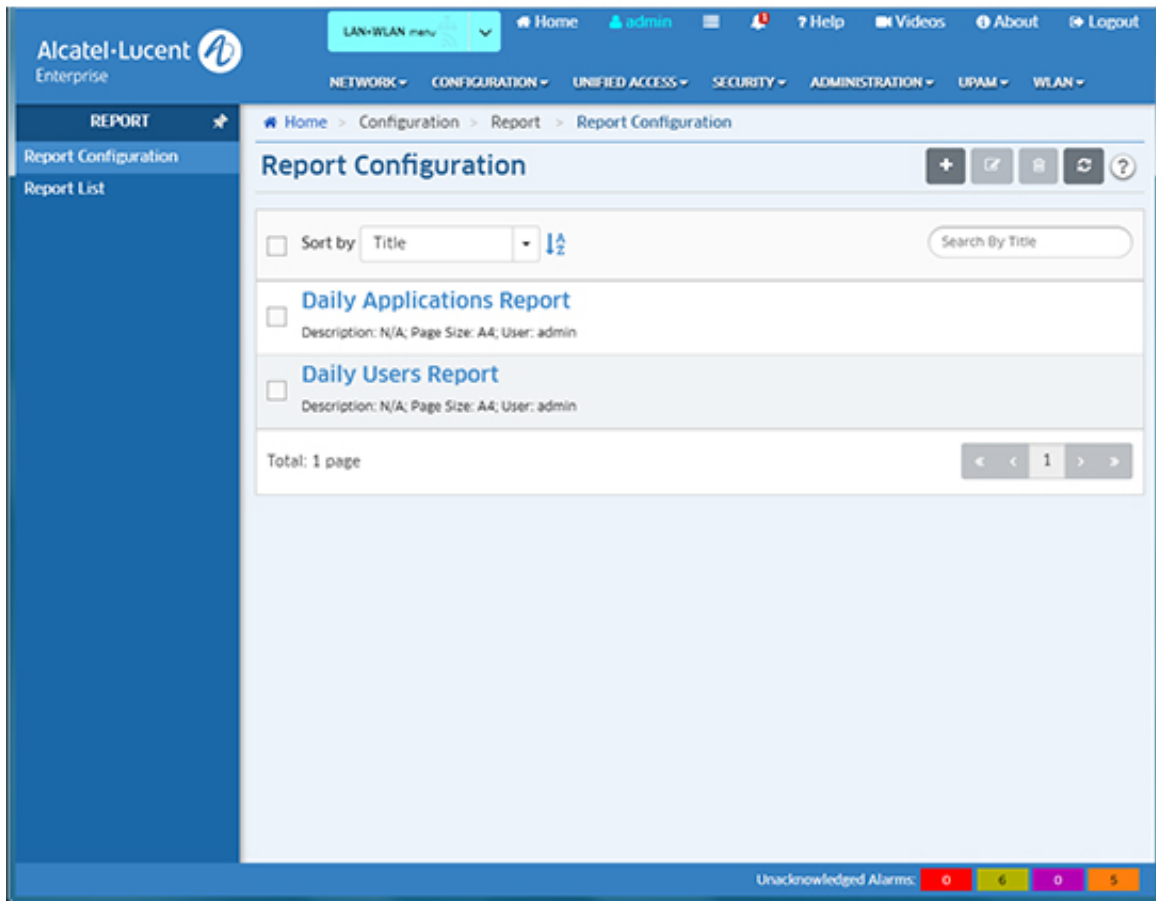 Alcatel·Lucent
Enterprise
LAN+WLAN menu
Home admin ? Help Videos About Logout
NETWORK CONFIGURATION UNIFIED ACCESS SECURITY ADMINISTRATION UPAM WLAN
REPORT
Report Configuration
Report List
Home > Configuration > Report > Report Configuration
Report Configuration
Sort by Title
Search By Title
Daily Applications Report
Description: N/A; Page Size: A4; User: admin
Daily Users Report
Description: N/A; Page Size: A4; User: admin
Total: 1 page
« < 1 > »
Unacknowledged Alarms: 0 6 0 5